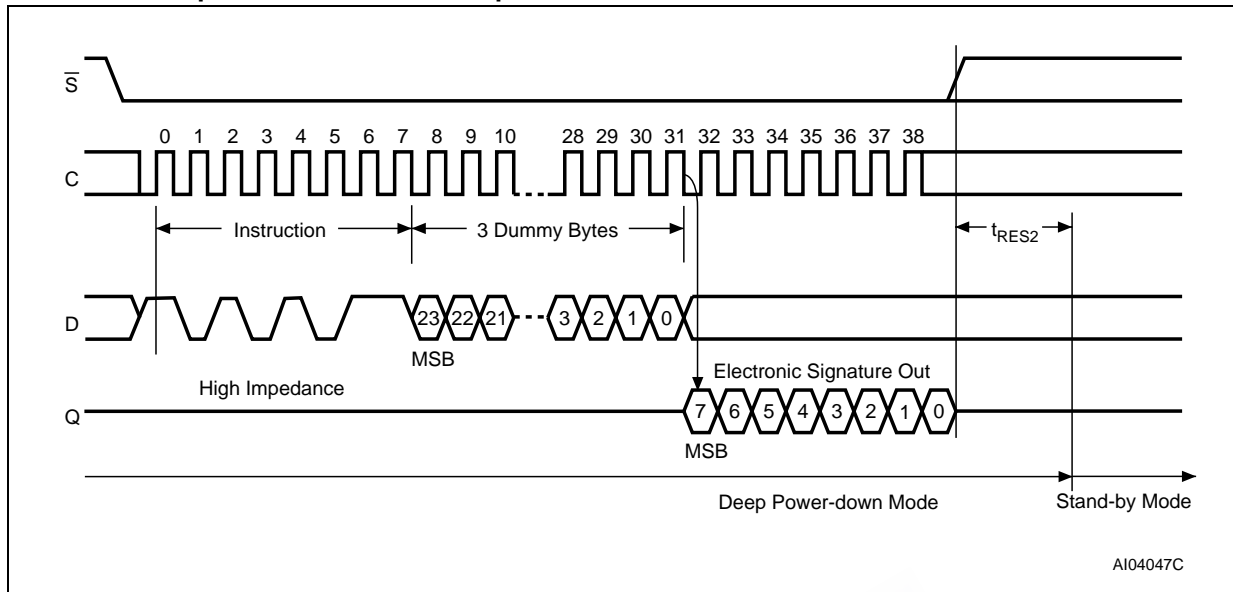 S
0 1 2 3 4 5 6 7 8 9 10 28 29 30 31 32 33 34 35 36 37 38
C
Instruction
3 Dummy Bytes
tRES2
D
23 22 21 3 2 1 0
MSB
High Impedance
Electronic Signature Out
Q
7 6 5 4 3 2 1 0
MSB
Deep Power-down Mode
Stand-by Mode
AI04047C